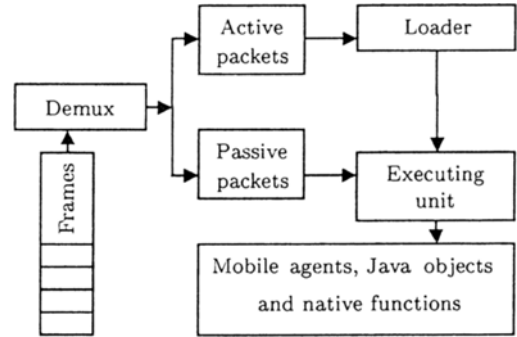 Active
packets
Loader
Demux
Passive
packets
Executing
unit
Frames
Mobile agents, Java objects
and native functions